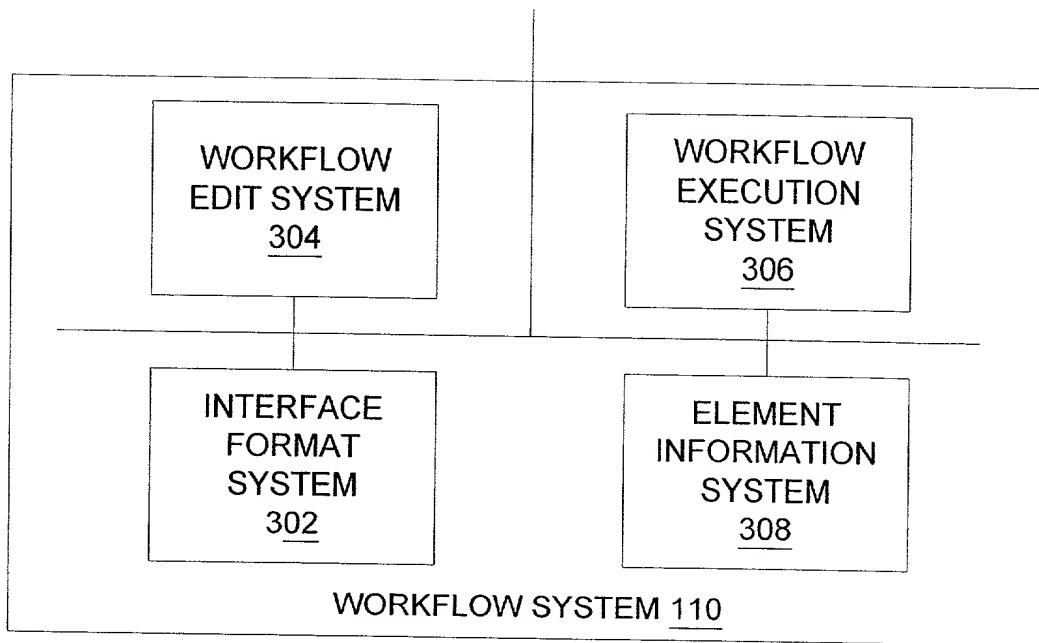 WORKFLOW
EDIT SYSTEM
304
WORKFLOW
EXECUTION
SYSTEM
306
INTERFACE
FORMAT
SYSTEM
302
ELEMENT
INFORMATION
SYSTEM
308
WORKFLOW SYSTEM 110